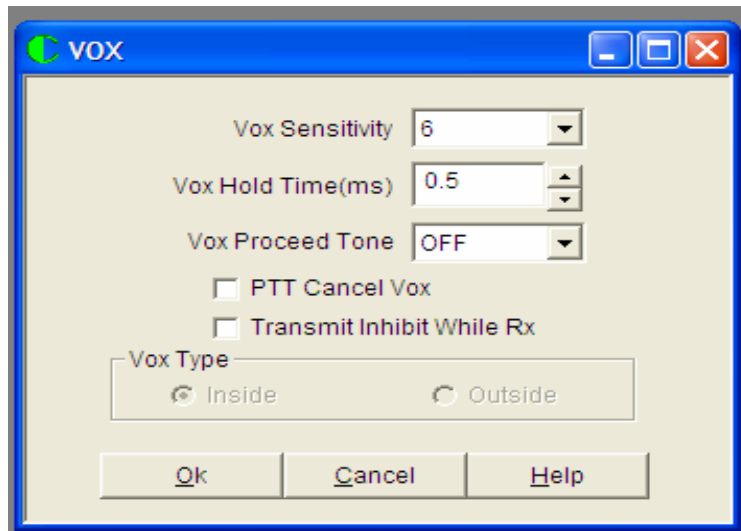 VOX
Vox Sensitivity 6
Vox Hold Time(ms) 0.5
Vox Proceed Tone OFF
PTT Cancel Vox
Transmit Inhibit While Rx
Vox Type
Inside Outside
Ok Cancel Help